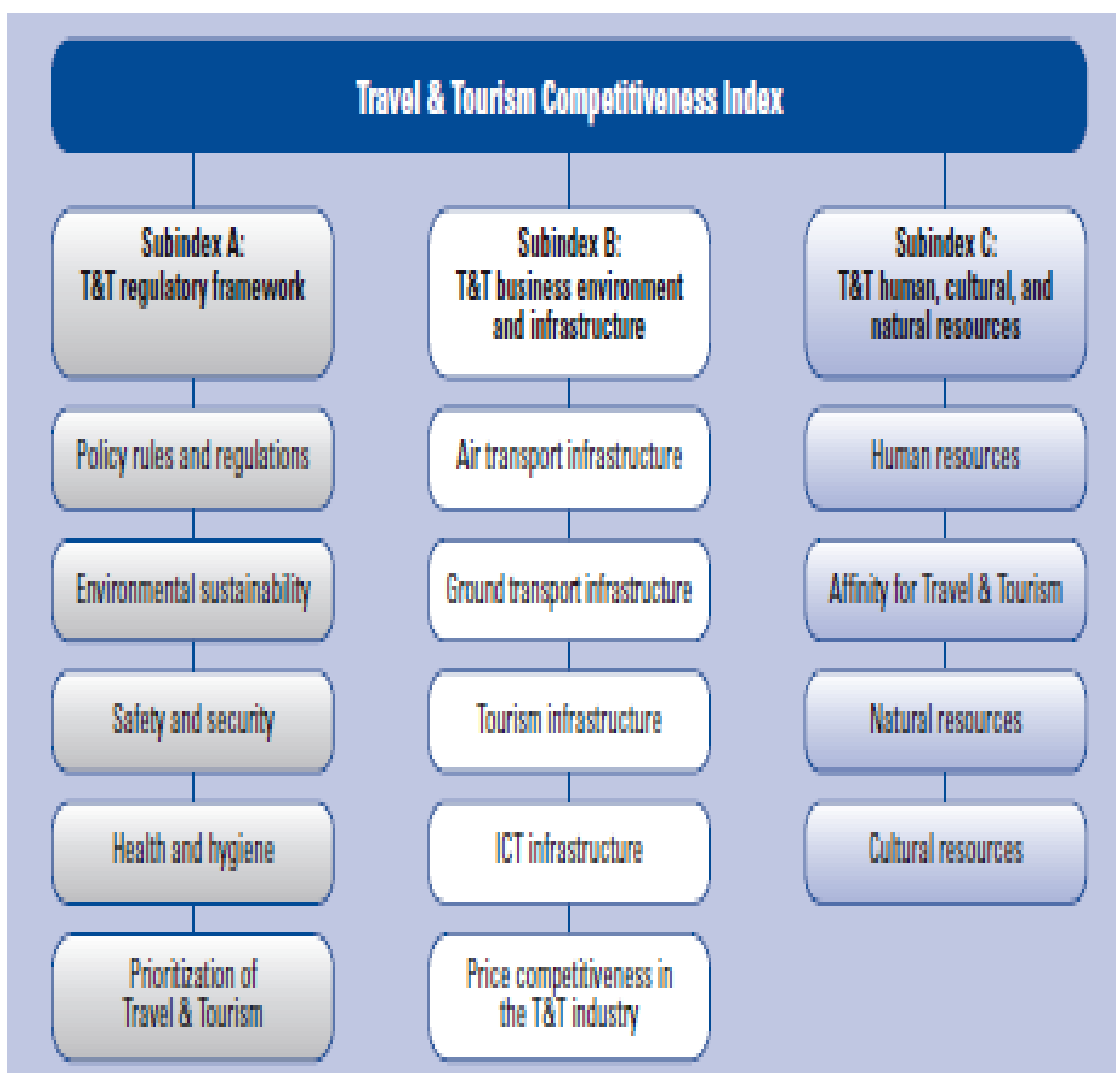 Travel & Tourism Competitiveness Index
Subindex A:
T&T regulatory framework
Policy rules and regulations
Environmental sustainability
Safety and security
Health and hygiene
Prioritization of
Travel & Tourism
Subindex B:
T&T business environment
and infrastructure
Air transport infrastructure
Ground transport infrastructure
Tourism infrastructure
ICT infrastructure
Price competitiveness in
the T&T industry
Subindex C:
T&T human, cultural, and
natural resources
Human resources
Affinity for Travel & Tourism
Natural resources
Cultural resources